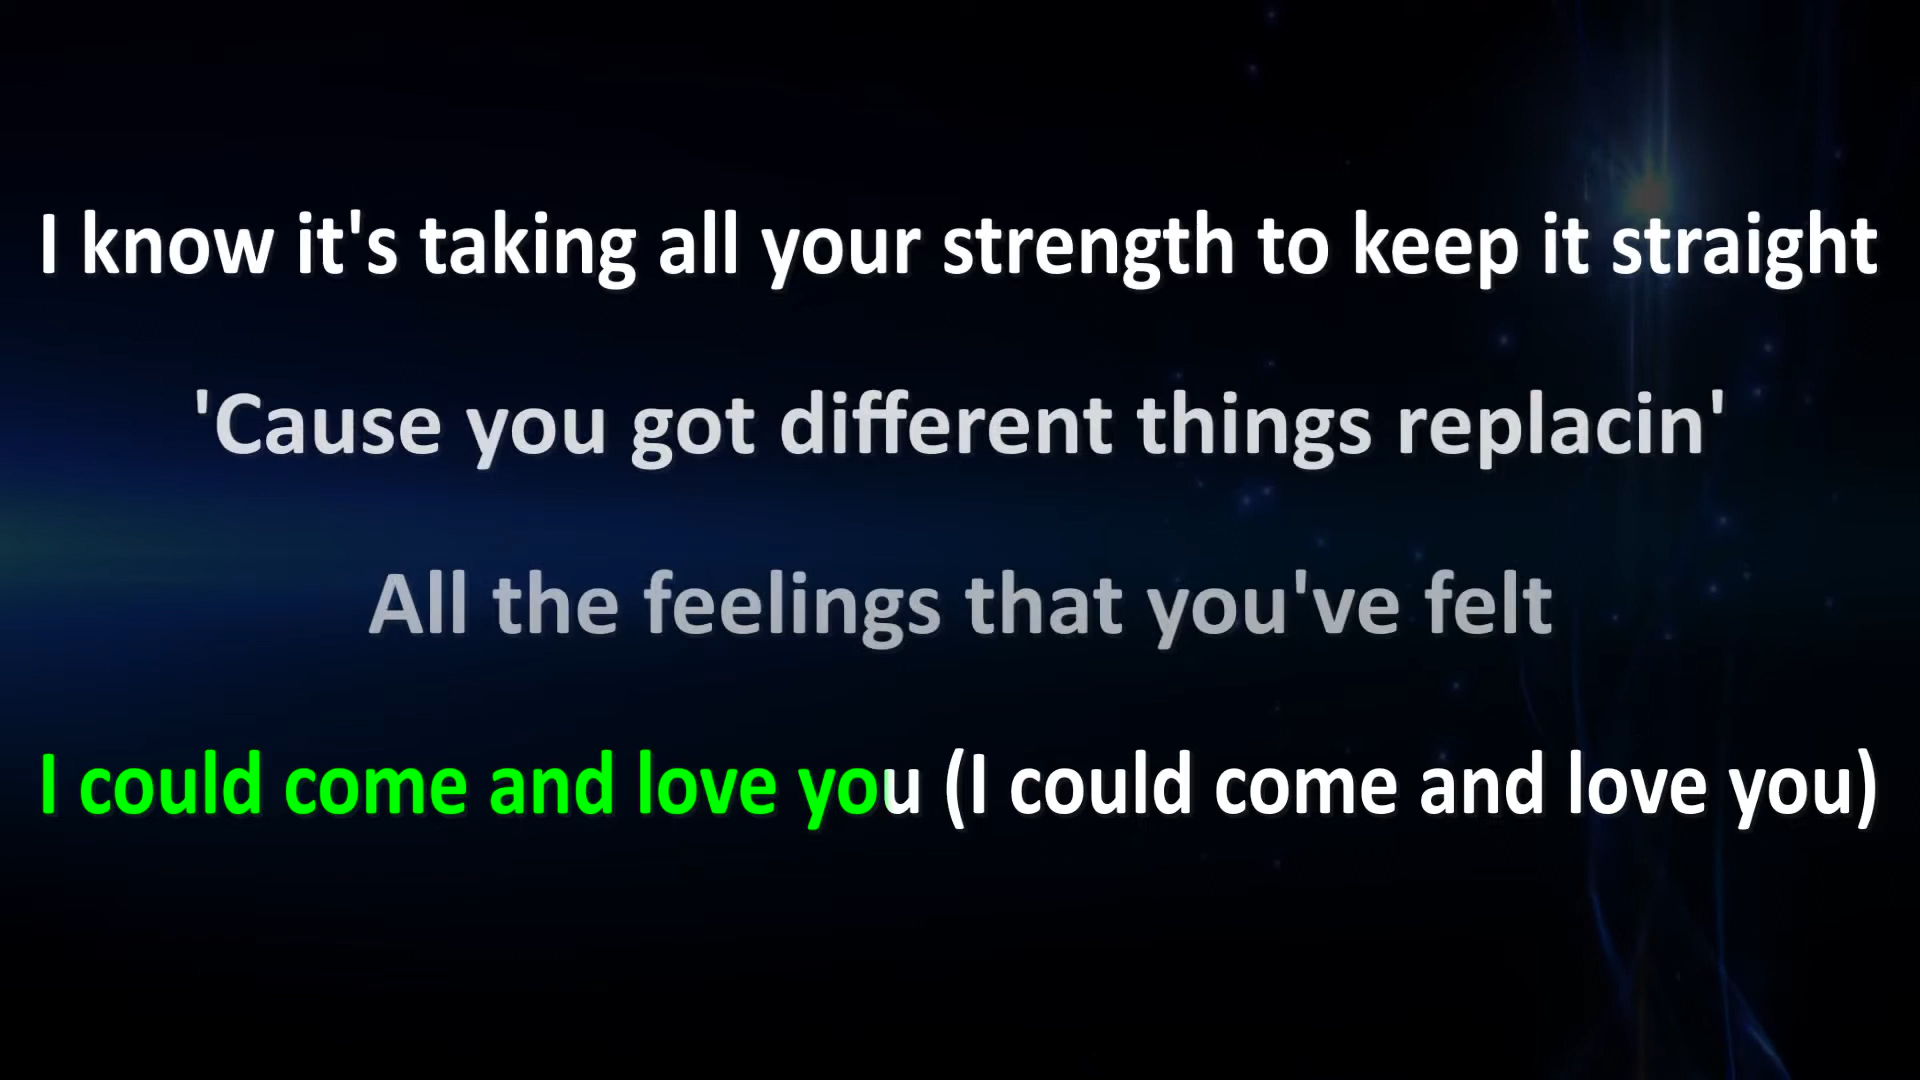 I know it's taking all your strength to keep it straight
'Cause you got different things replacin'
All the feelings that you've felt
I could come and love you (I could come and love you)